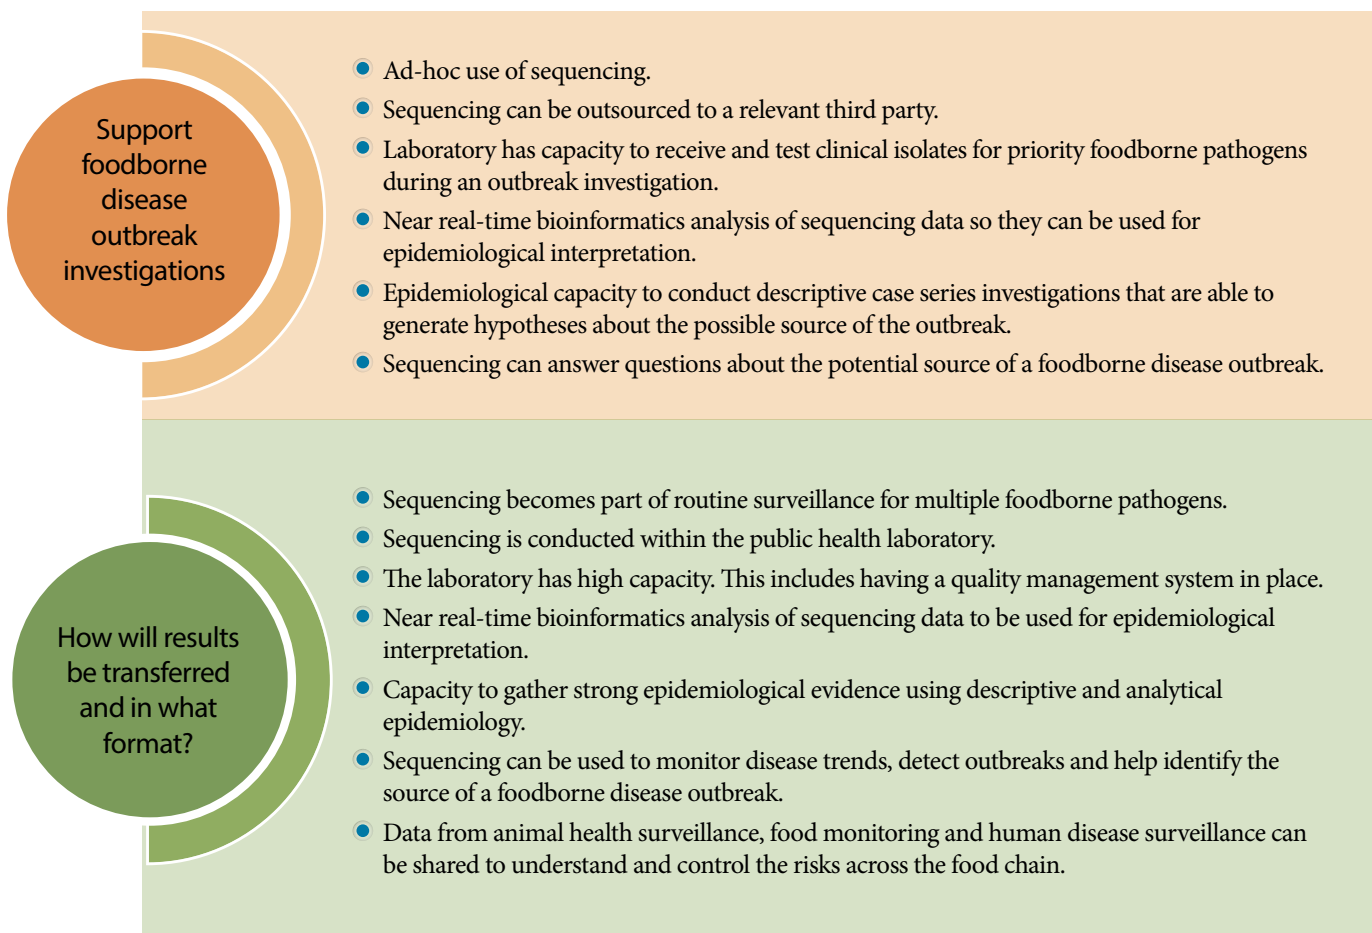 Support
foodborne
disease
outbreak
investigations
Ad-hoc use of sequencing.
Sequencing can be outsourced to a relevant third party.
Laboratory has capacity to receive and test clinical isolates for priority foodborne pathogens
during an outbreak investigation.
Near real-time bioinformatics analysis of sequencing data so they can be used for
epidemiological interpretation.
Epidemiological capacity to conduct descriptive case series investigations that are able to
generate hypotheses about the possible source of the outbreak.
Sequencing can answer questions about the potential source of a foodborne disease outbreak.
How will results
be transferred
and in what
format?
Sequencing becomes part of routine surveillance for multiple foodborne pathogens.
Sequencing is conducted within the public health laboratory.
The laboratory has high capacity. This includes having a quality management system in place.
Near real-time bioinformatics analysis of sequencing data to be used for epidemiological
interpretation.
Capacity to gather strong epidemiological evidence using descriptive and analytical
epidemiology.
Sequencing can be used to monitor disease trends, detect outbreaks and help identify the
source of a foodborne disease outbreak.
Data from animal health surveillance, food monitoring and human disease surveillance can
be shared to understand and control the risks across the food chain.